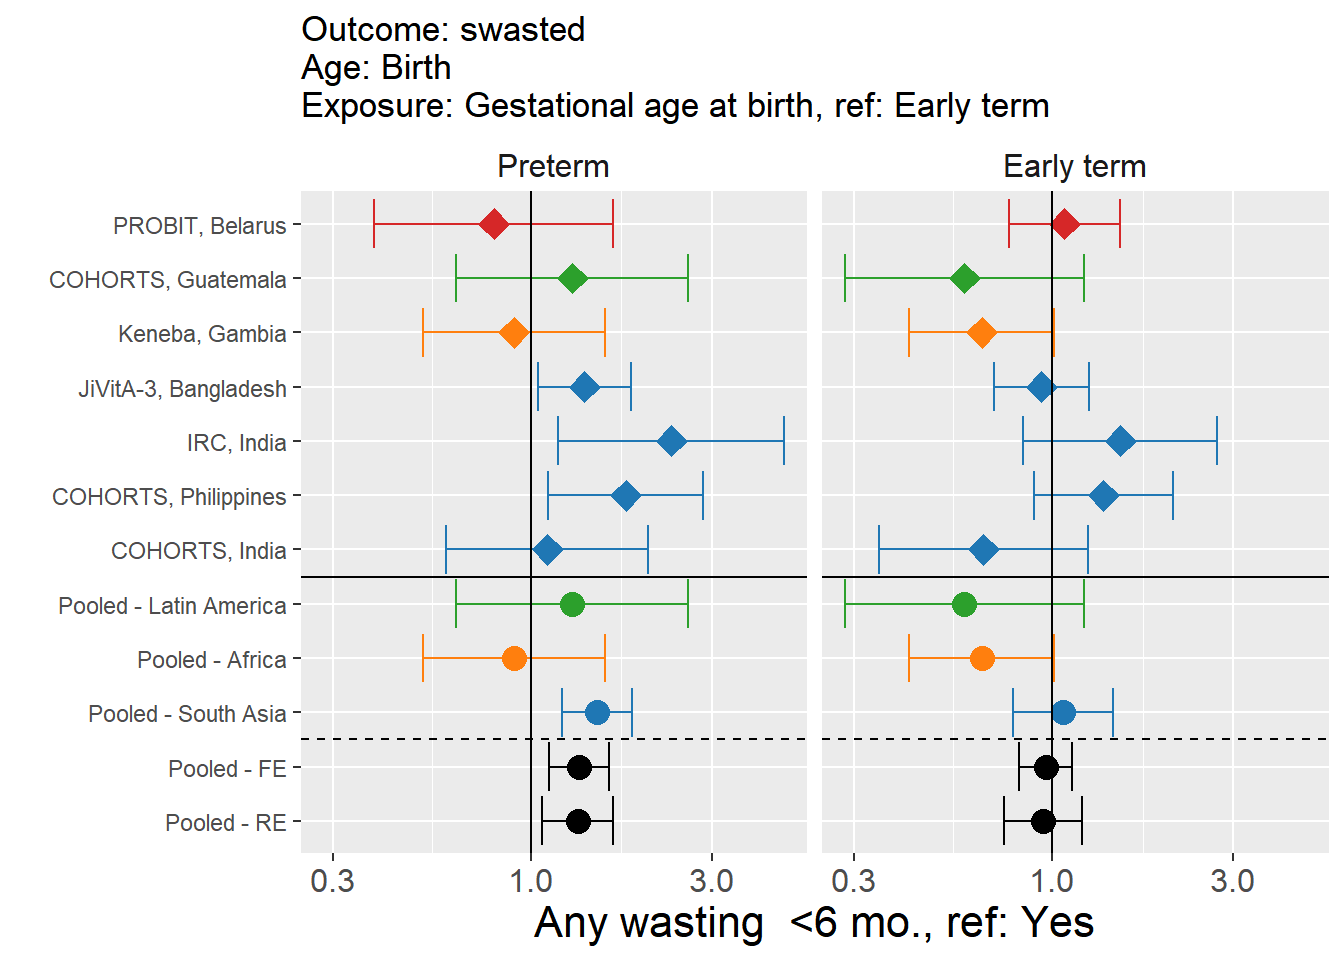 Outcome: swasted
Age: Birth
Exposure: Gestational age at birth, ref: Early term
Preterm
Early term
PROBIT, Belarus
COHORTS, Guatemala
Keneba, Gambia
JiVitA-3, Bangladesh
IRC, India
COHORTS, Philippines
COHORTS, India
Pooled - Latin America
Pooled - Africa
Pooled - South Asia
Pooled - FE
Pooled - RE
0.3 1.0 3.0 0.3 1.0 3.0
Any wasting  <6 mo., ref: Yes